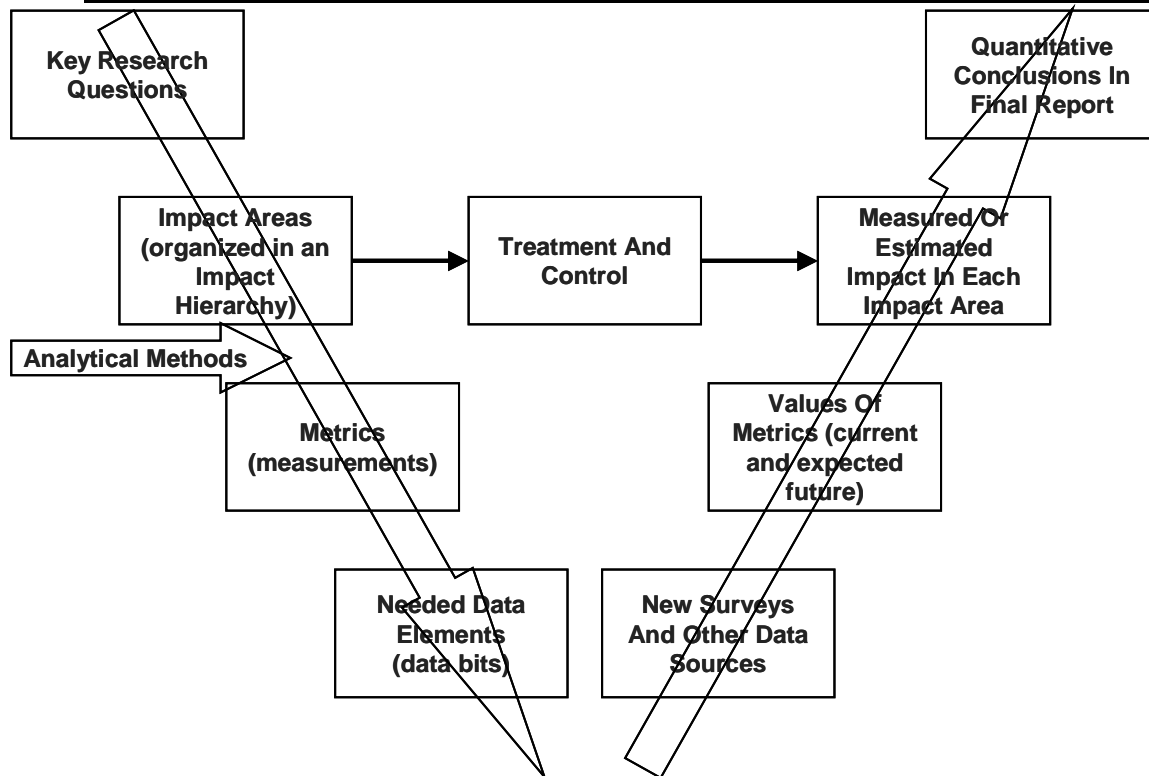 Key Research
Questions
Quantitative
Conclusions In
Final Report
Impact Areas
(organized in an
Impact
Hierarchy)
Treatment And
Control
Measured Or
Estimated
Impact In Each
Impact Area
Analytical Methods
Metrics
(measurements)
Values Of
Metrics (current
and expected
future)
Needed Data
Elements
(data bits)
New Surveys
And Other Data
Sources